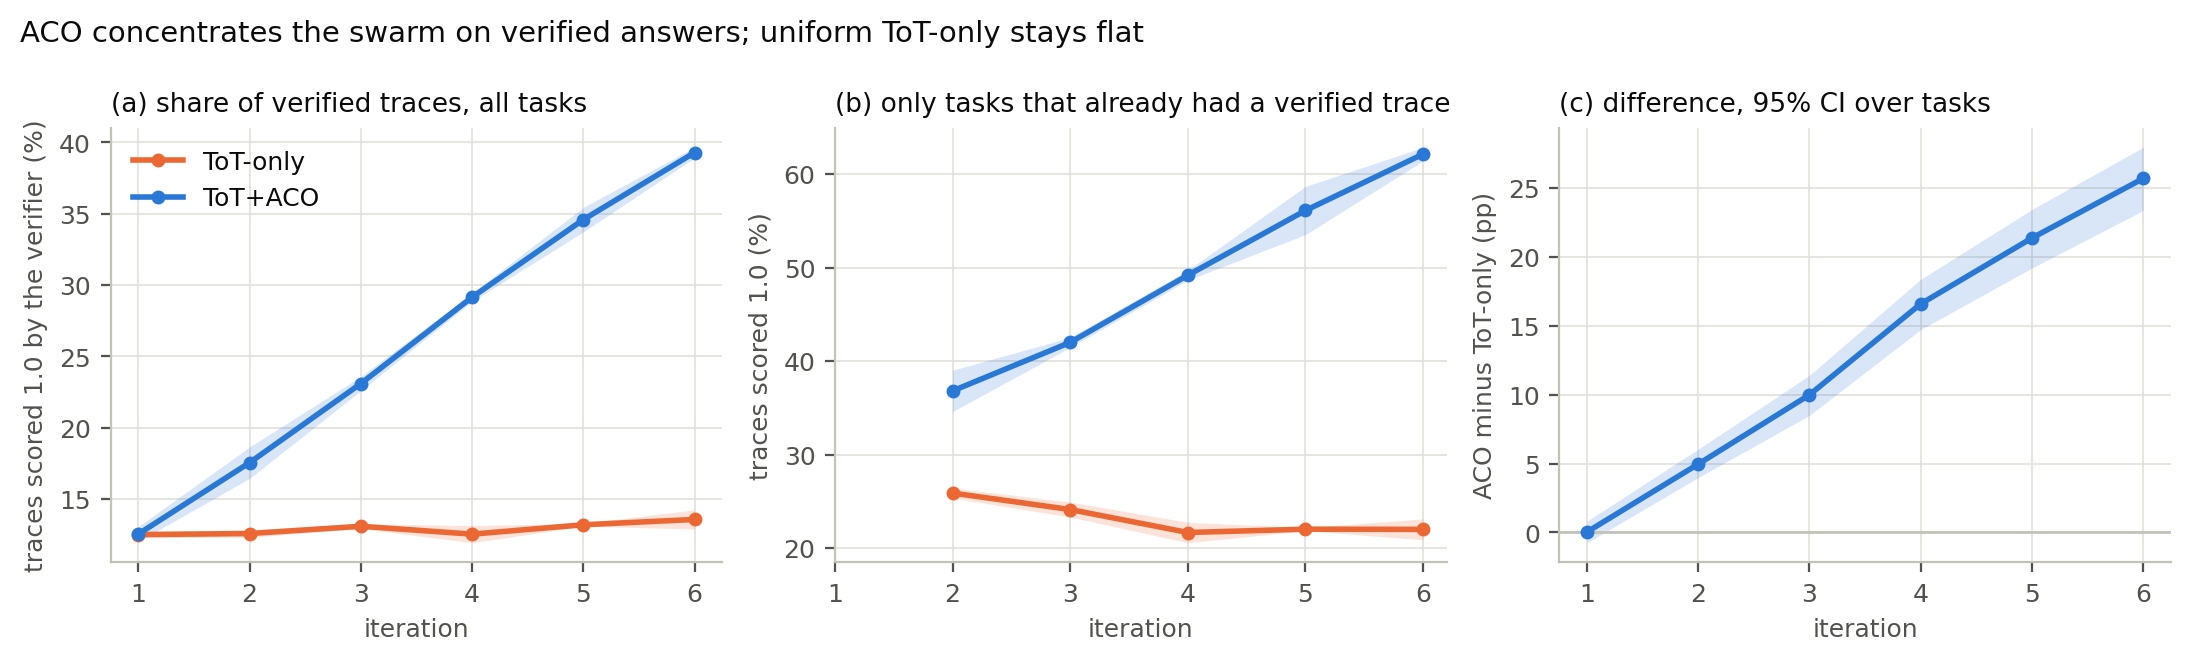 ACO concentrates the swarm on verified answers; uniform ToT-only stays flat
(a) share of verified traces, all tasks
traces scored 1.0 by the verifier (%)
40
35
30
25
20
15
ToT-only
ToT+ACO
1 2 3 4 5 6
iteration
(b) only tasks that already had a verified trace
traces scored 1.0 (%)
60
50
40
30
20
1 2 3 4 5 6
iteration
(c) difference, 95% CI over tasks
ACO minus ToT-only (pp)
25
20
15
10
5
0
1 2 3 4 5 6
iteration